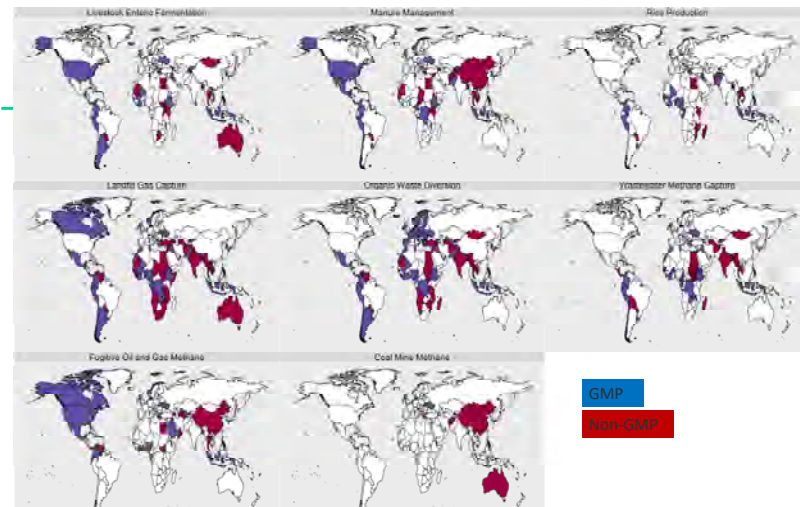 Livestock Enteric Fermentation
Manure Management
Rice Production
Landfill Gas Capture
Organic Waste Diversion
Wastewater Methane Capture
Fugitive Oil and Gas Methane
Coal Mine Methane
GMP
Non-GMP